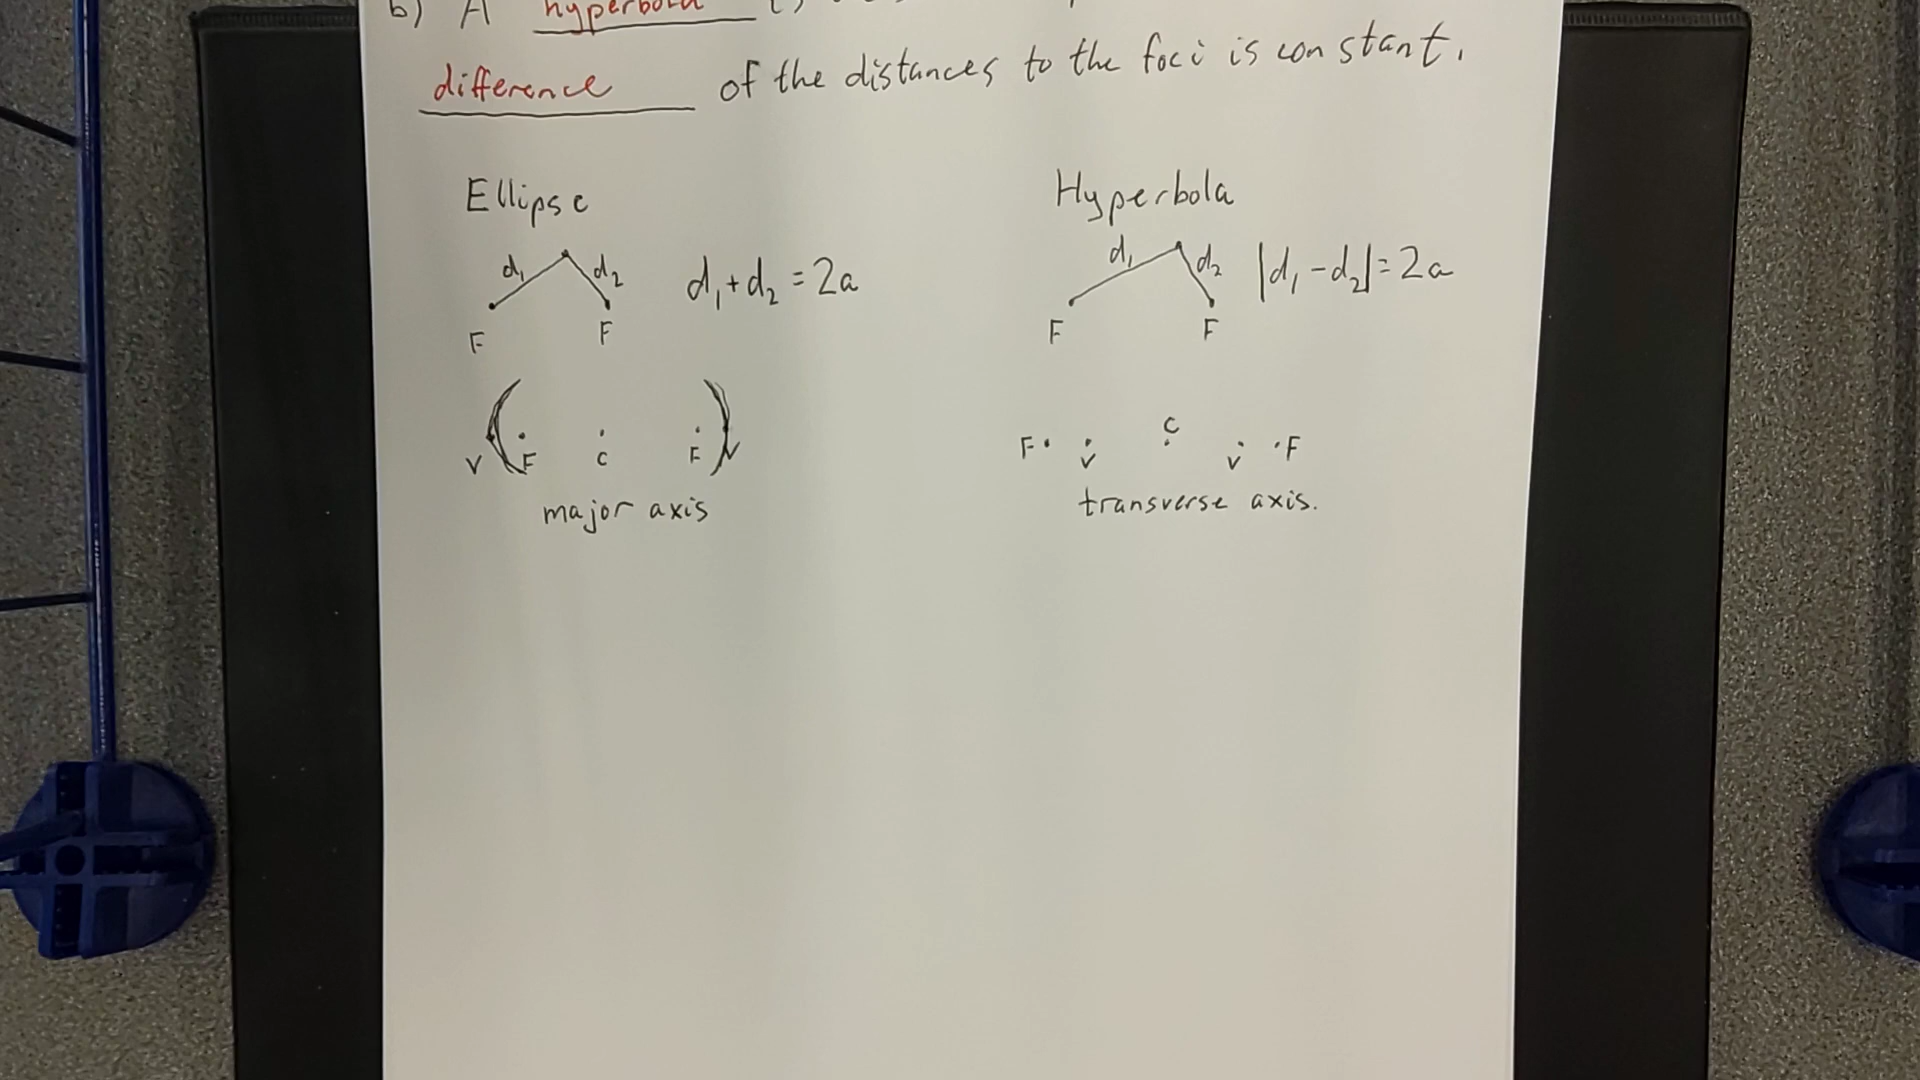 b) A hyperbola
difference of the distances to the foci is constant.
Ellipse
d₁ d₂ d₁+d₂ = 2a
F F
V F C F V
major axis
Hyperbola
d₁ d₂ |d₁-d₂| = 2a
F F
F V C V F
transverse axis.